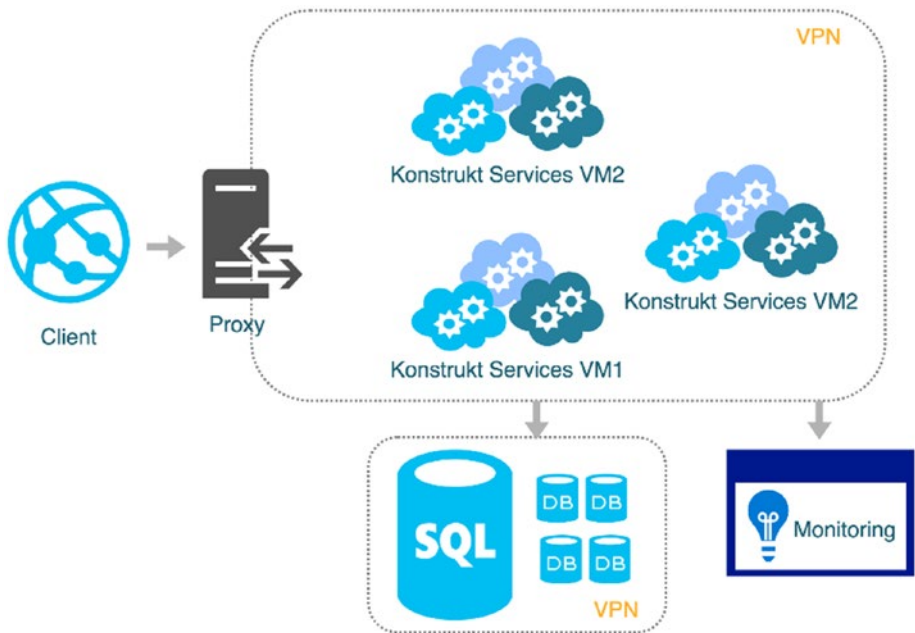 VPN
Konstrukt Services VM2
Konstrukt Services VM2
Client
Proxy
Konstrukt Services VM1
SQL
DB DB
DB DB
VPN
Monitoring